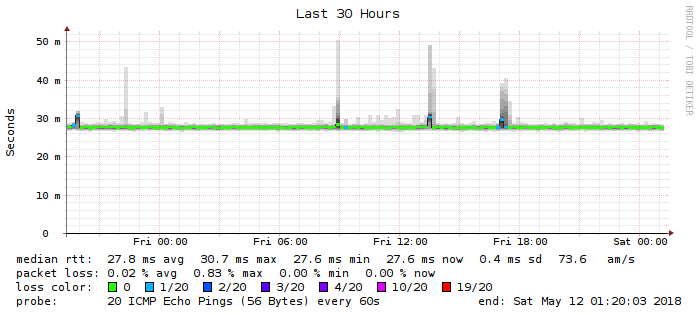 Last 30 Hours
RRDTOOL / TOBI OETIKER
Seconds
50 m
40 m
30 m
20 m
10 m
0
Fri 00:00 Fri 06:00 Fri 12:00 Fri 18:00 Sat 00:00
median rtt: 27.8 ms avg 30.7 ms max 27.6 ms min 27.6 ms now 0.4 ms sd 73.6 am/s
packet loss: 0.02 % avg 0.83 % max 0.00 % min 0.00 % now
loss color: 0 1/20 2/20 3/20 4/20 10/20 19/20
probe: 20 ICMP Echo Pings (56 Bytes) every 60s end: Sat May 12 01:20:03 2018